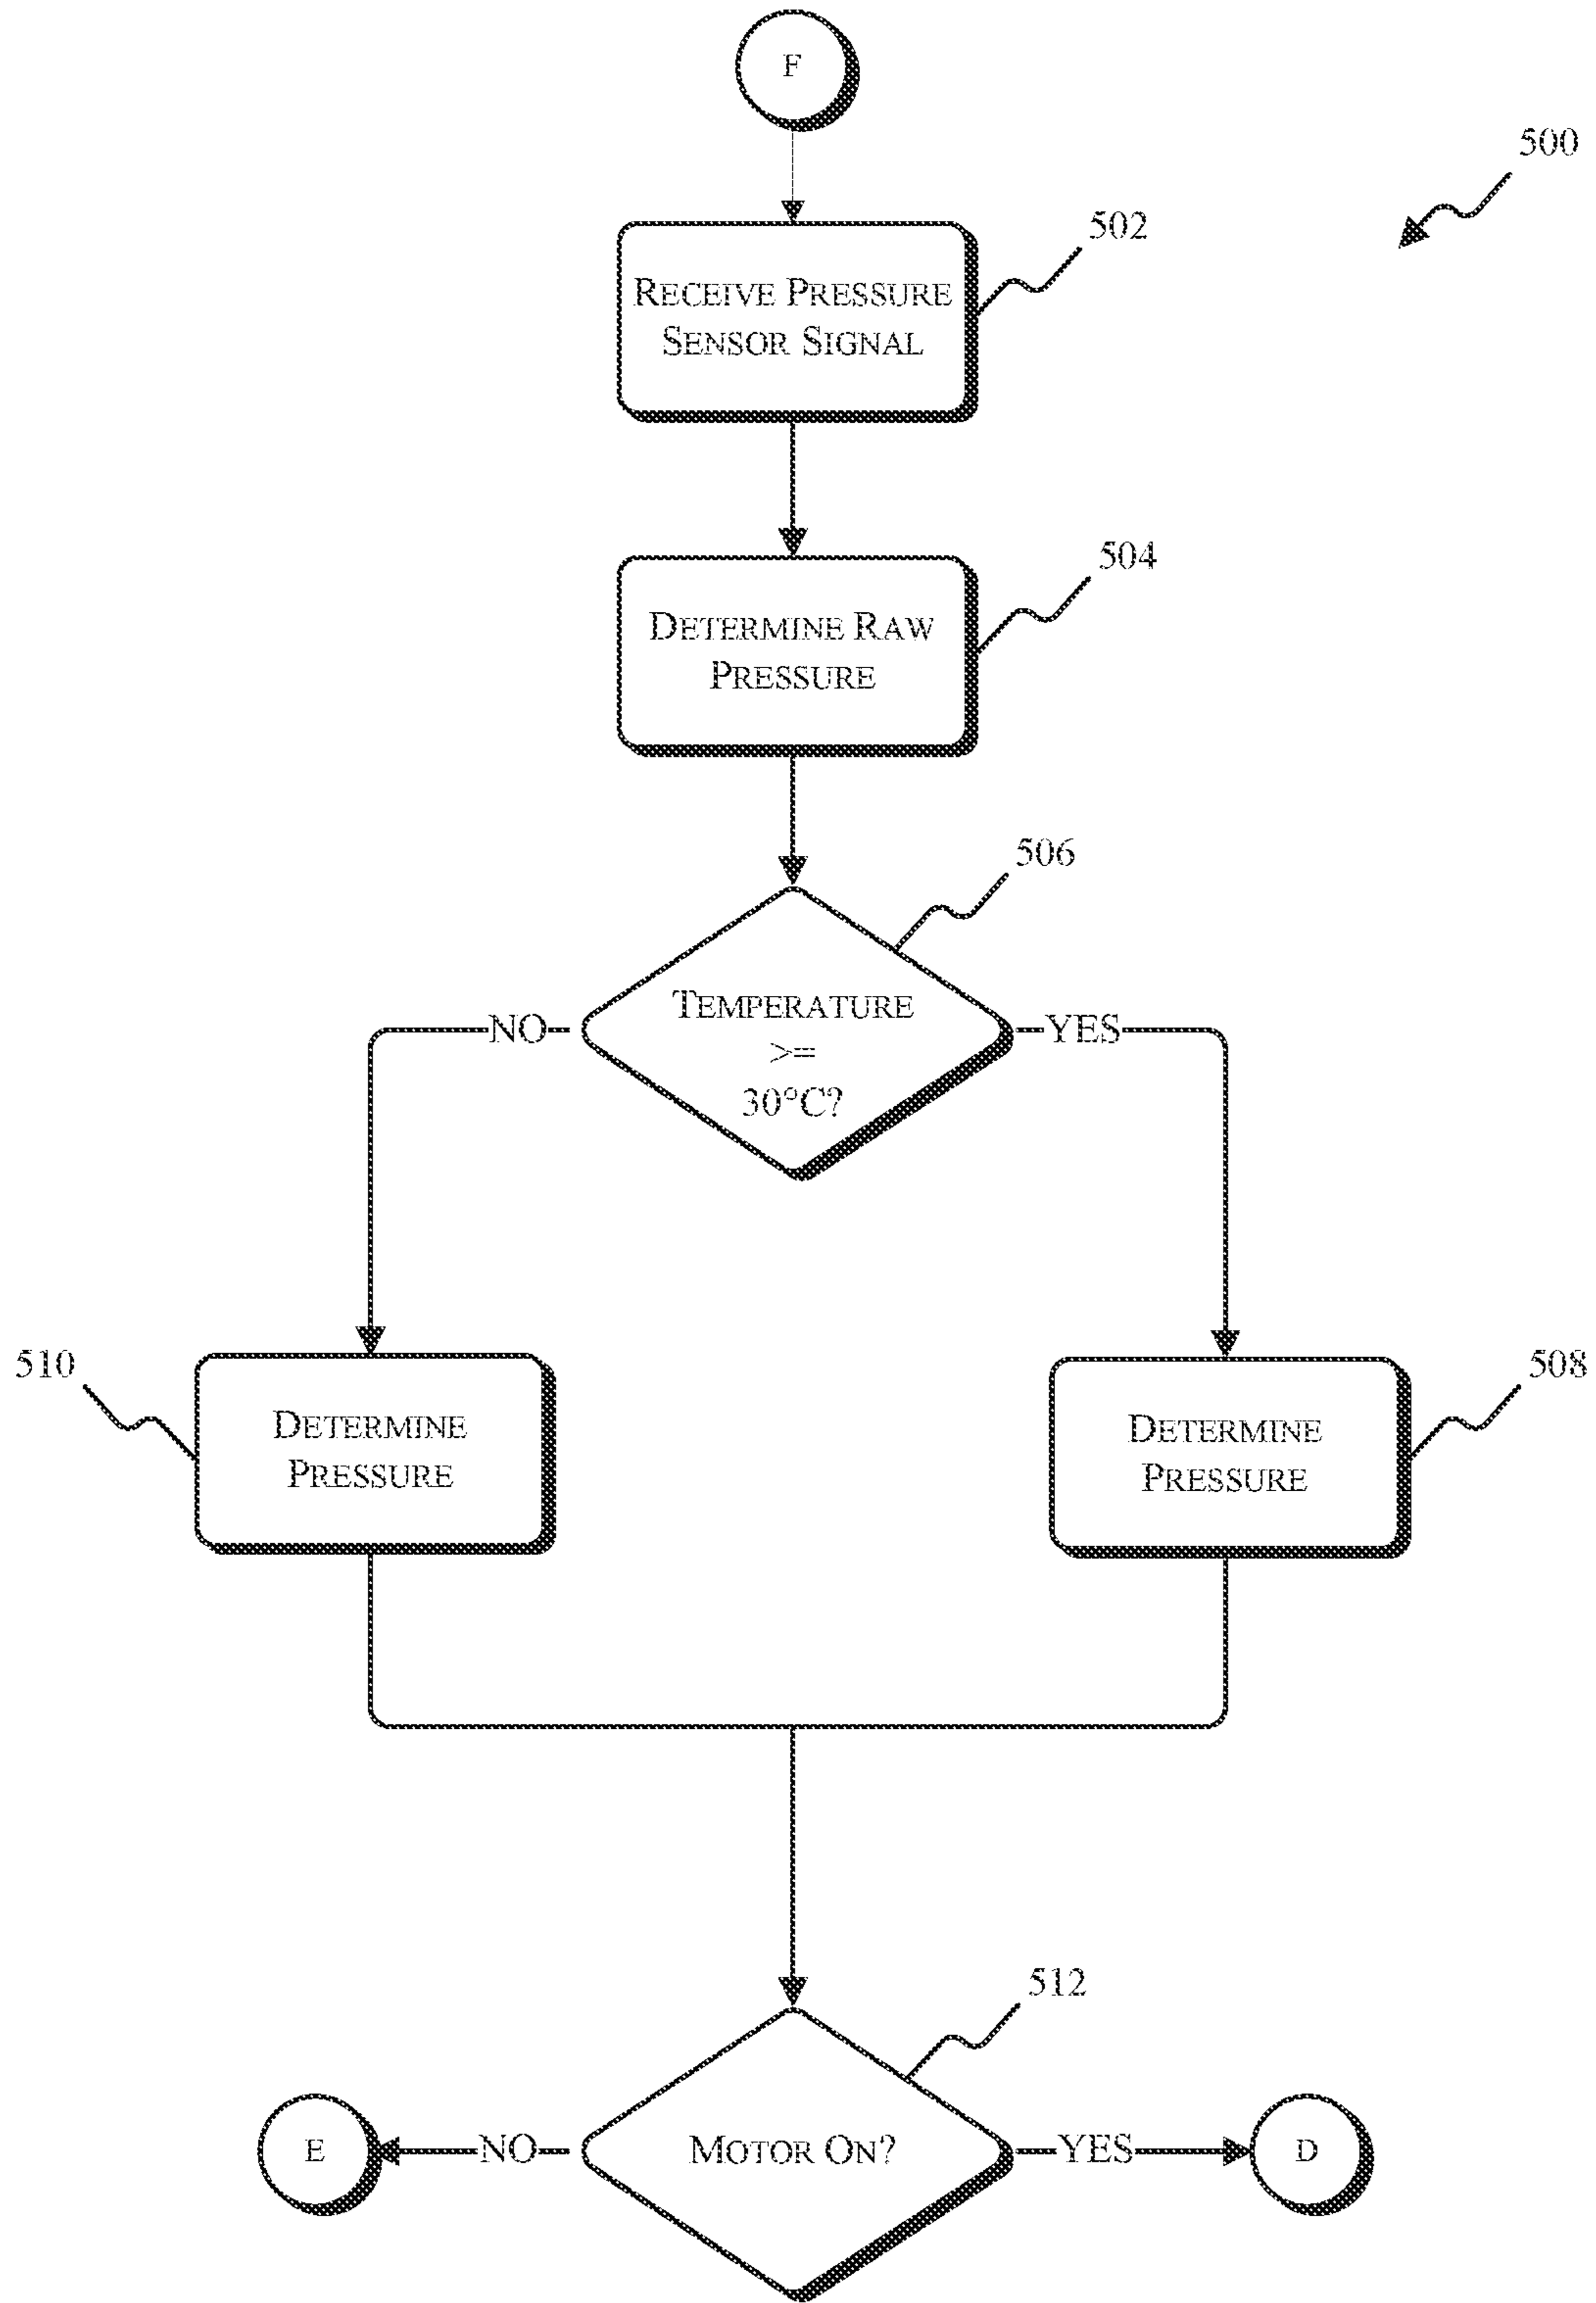 F
500
502
RECEIVE PRESSURE
SENSOR SIGNAL
504
DETERMINE RAW
PRESSURE
506
TEMPERATURE
>=
30°C?
NO
YES
510
DETERMINE
PRESSURE
508
DETERMINE
PRESSURE
512
MOTOR ON?
NO
E
YES
D